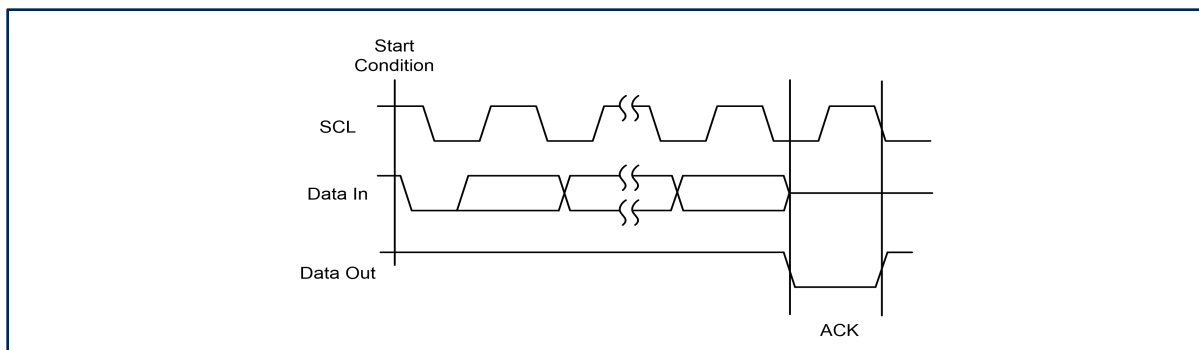 Start
Condition
SCL
Data In
Data Out
ACK